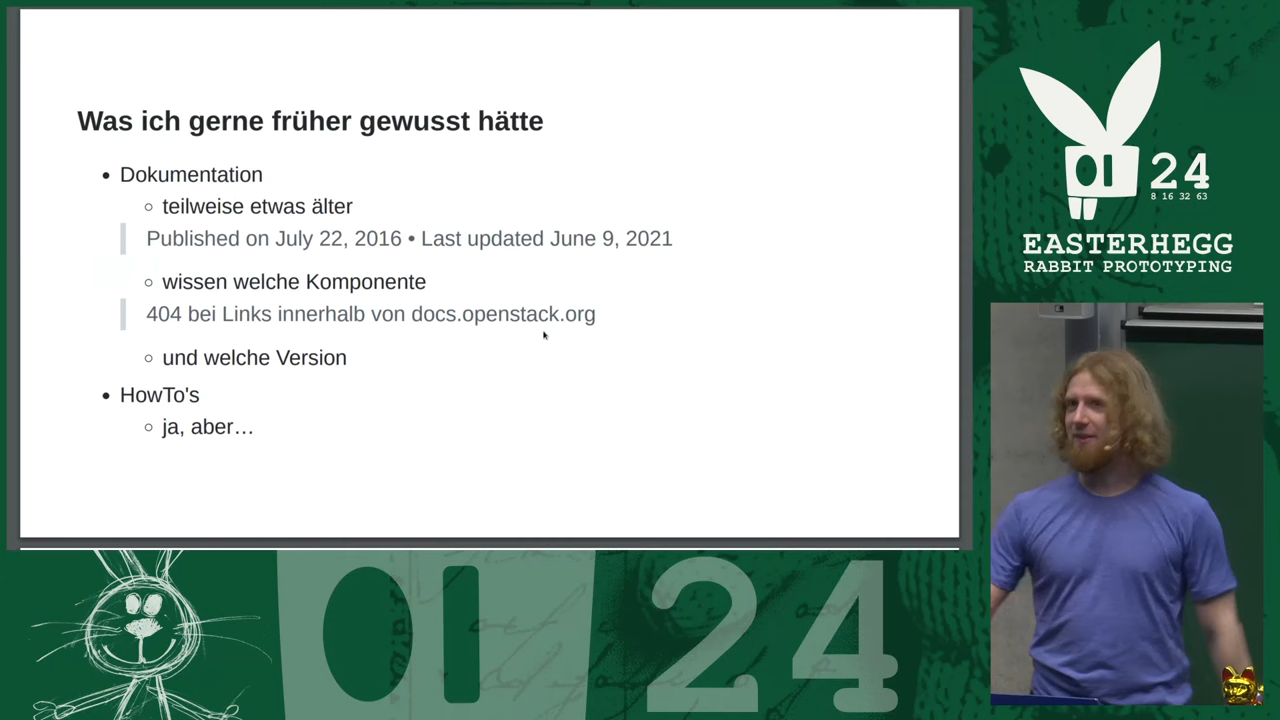 Was ich gerne früher gewusst hätte
• Dokumentation
◦ teilweise etwas älter
Published on July 22, 2016 • Last updated June 9, 2021
◦ wissen welche Komponente
404 bei Links innerhalb von docs.openstack.org
◦ und welche Version
• HowTo's
◦ ja, aber…
24
8 16 32 63
EASTERHEGG
RABBIT PROTOTYPING
24